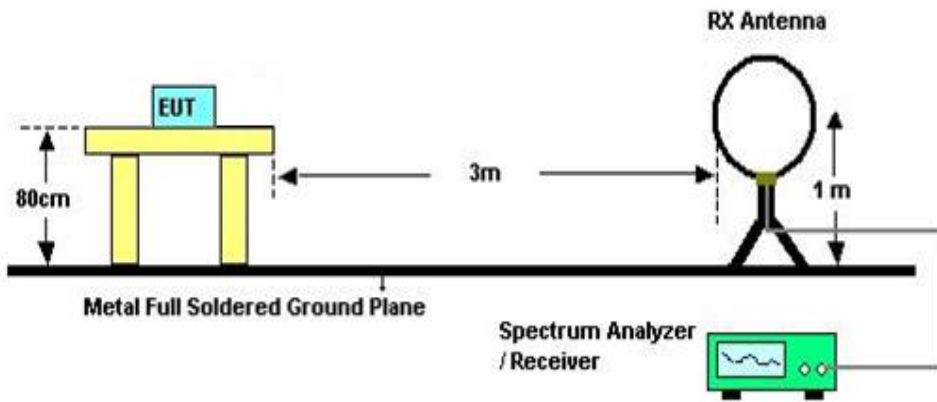 RX Antenna
EUT
3m
80cm
1 m
Metal Full Soldered Ground Plane
Spectrum Analyzer
/ Receiver